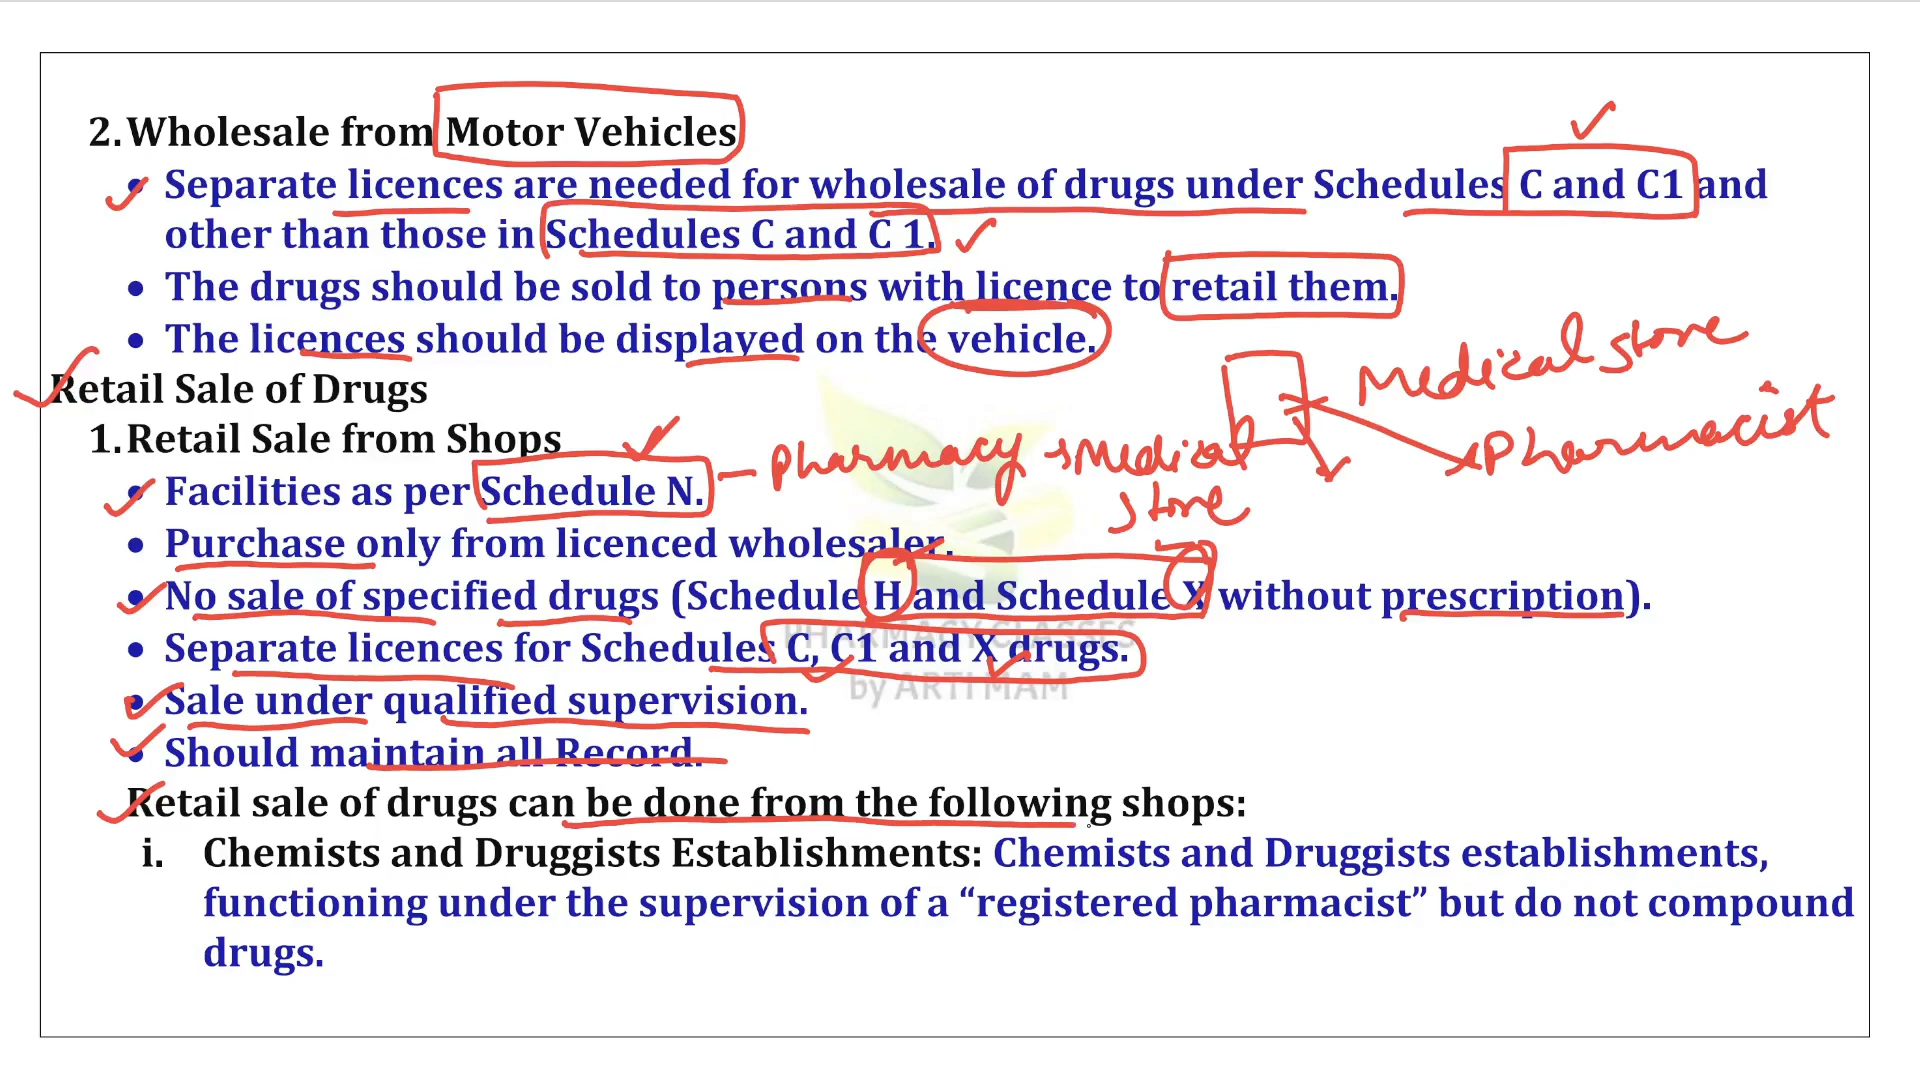 2. Wholesale from Motor Vehicles
• Separate licences are needed for wholesale of drugs under Schedules C and C1 and
other than those in Schedules C and C 1.
• The drugs should be sold to persons with licence to retail them.
• The licences should be displayed on the vehicle.
Medical store
Retail Sale of Drugs
Pharmacist
1. Retail Sale from Shops
– Pharmacy → Medical
store
• Facilities as per Schedule N.
• Purchase only from licenced wholesaler.
• No sale of specified drugs (Schedule H and Schedule X without prescription).
PHARMACY CLASSES
• Separate licences for Schedules C, C1 and X drugs.
by ARTI MAM
• Sale under qualified supervision.
• Should maintain all Record.
Retail sale of drugs can be done from the following shops:
i. Chemists and Druggists Establishments: Chemists and Druggists establishments,
functioning under the supervision of a “registered pharmacist” but do not compound
drugs.